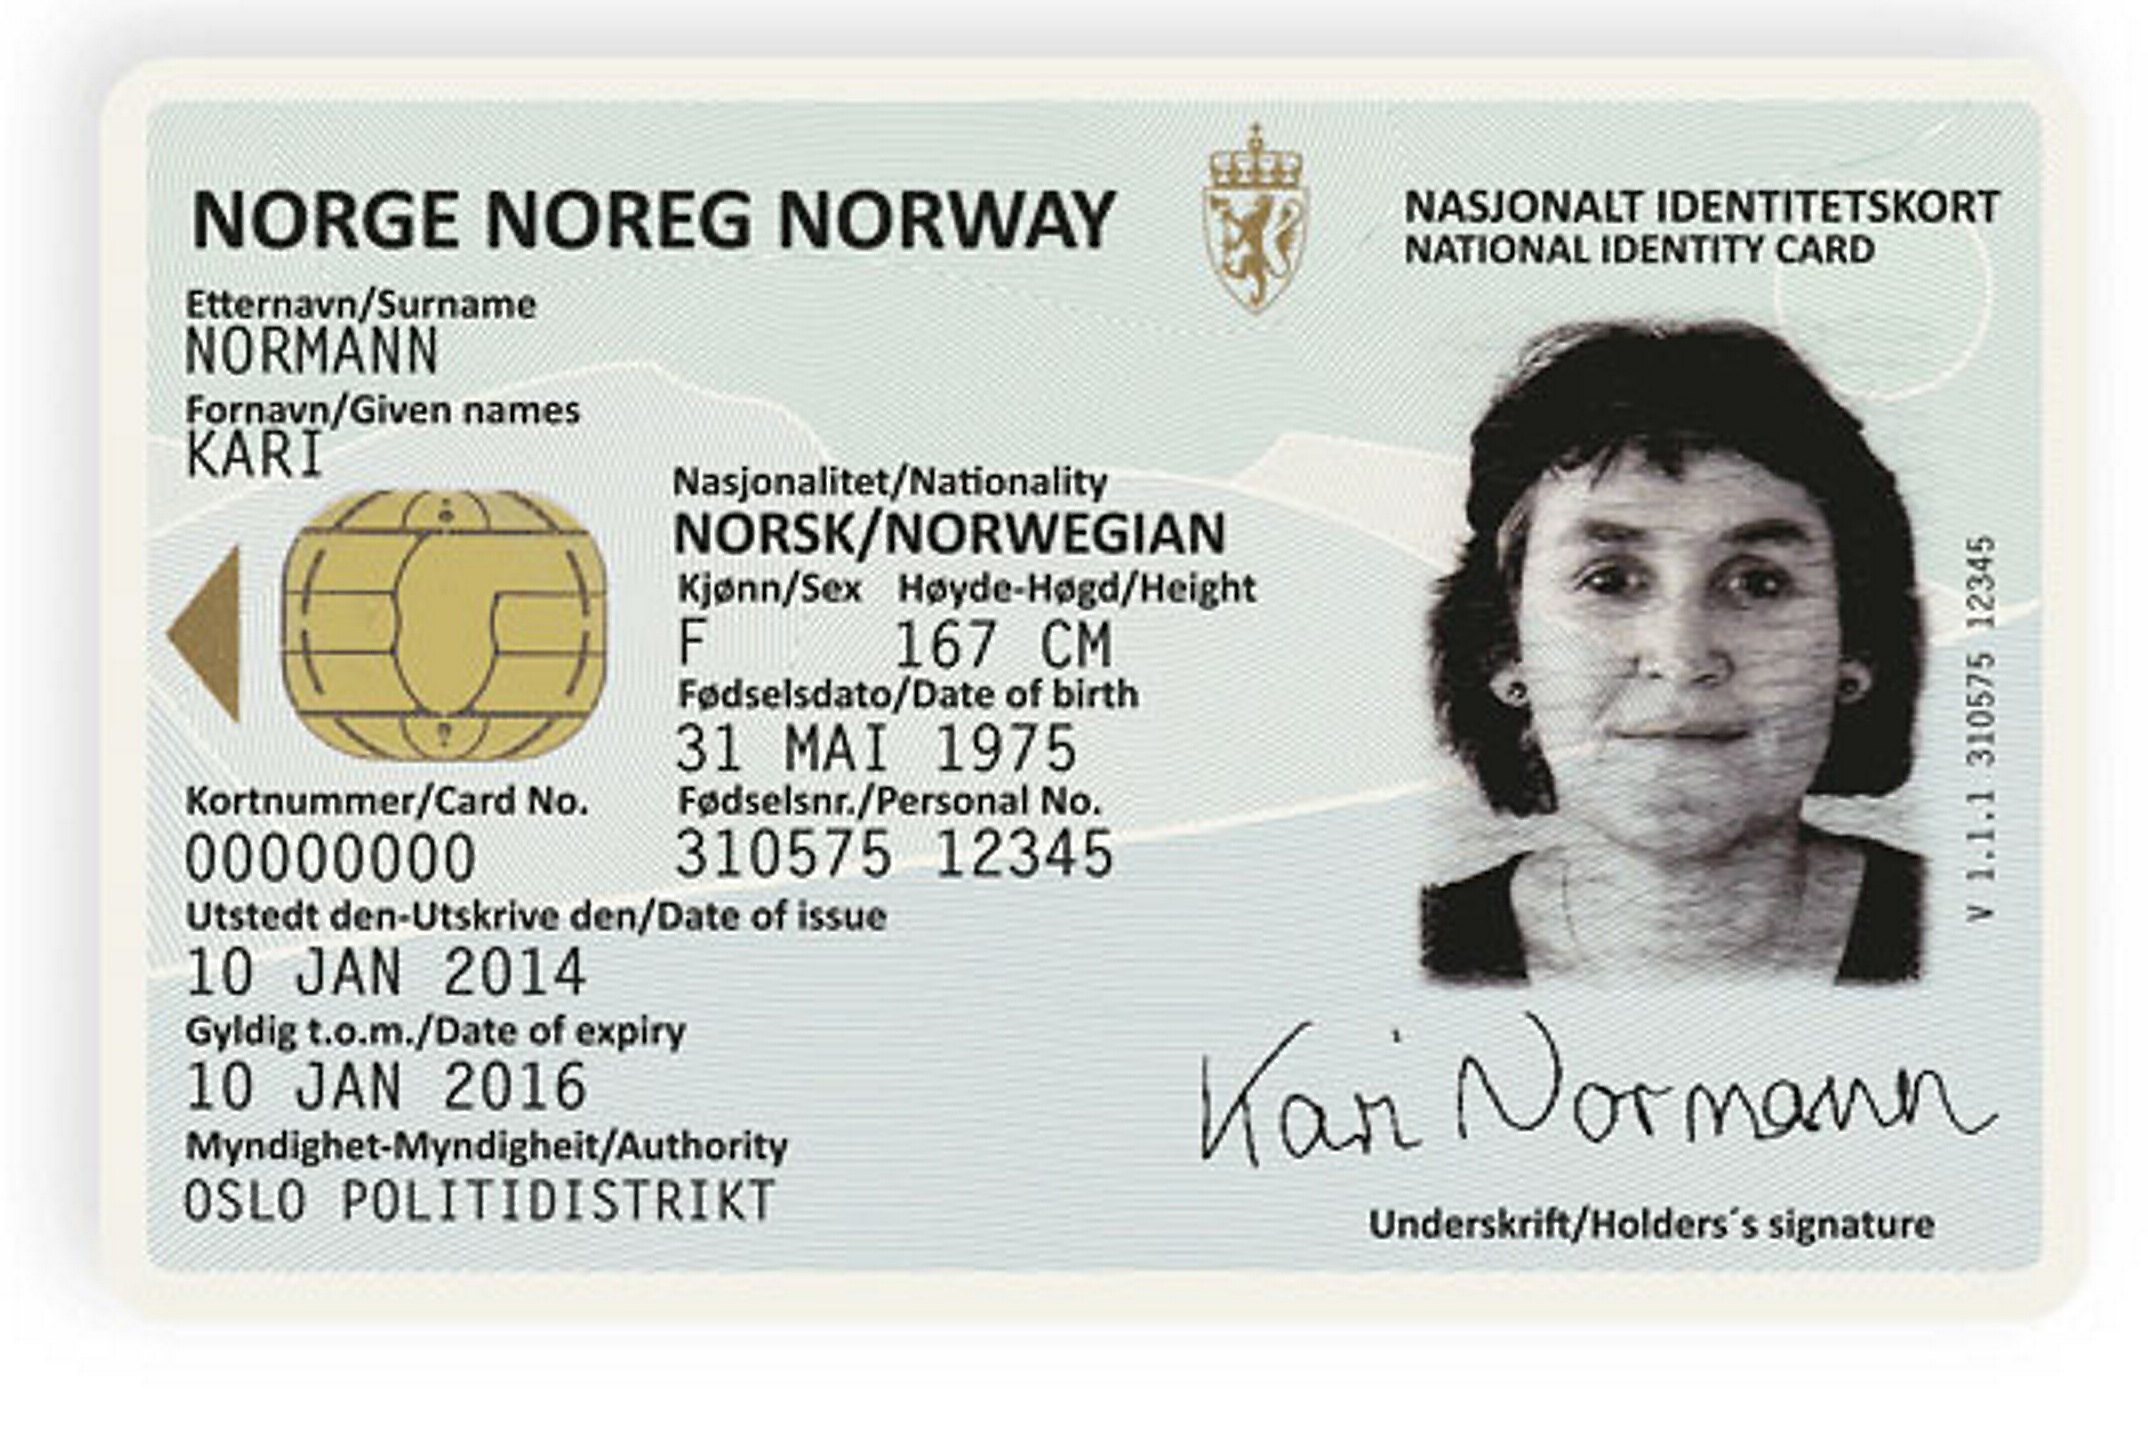 NORGE NOREG NORWAY
NASJONALT IDENTITETSKORT
NATIONAL IDENTITY CARD
Etternavn/Surname
NORMANN
Fornavn/Given names
KARI
Nasjonalitet/Nationality
NORSK/NORWEGIAN
Kjønn/Sex Høyde-Høgd/Height
F 167 CM
Fødselsdato/Date of birth
31 MAI 1975
Kortnummer/Card No. Fødselsnr./Personal No.
00000000 310575 12345
Utstedt den-Utskrive den/Date of issue
10 JAN 2014
Gyldig t.o.m./Date of expiry
10 JAN 2016
Myndighet-Myndigheit/Authority
OSLO POLITIDISTRIKT
V 1.1.1 310575 12345
Kari Normann
Underskrift/Holders´s signature